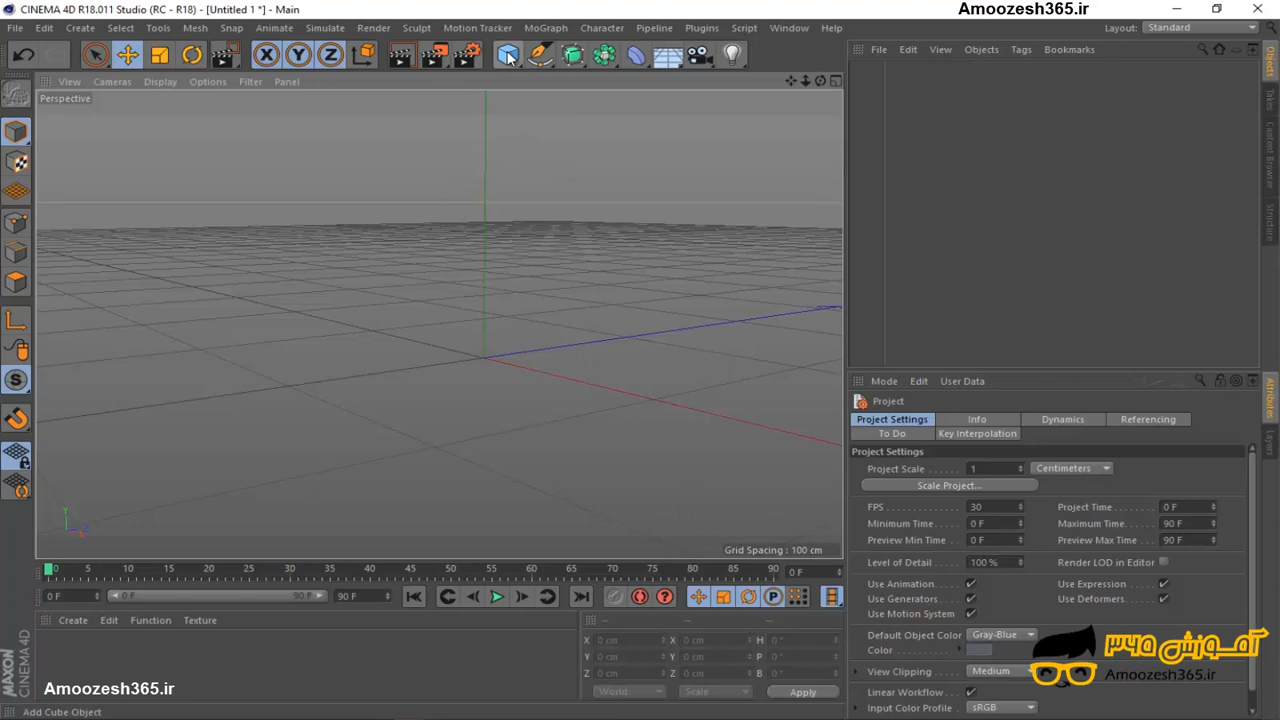 CINEMA 4D R18.011 Studio (RC - R18) - [Untitled 1 *] - Main
Amoozesh365.ir
File Edit Create Select Tools Mesh Snap Animate Simulate Render Sculpt Motion Tracker MoGraph Character Pipeline Plugins Script Window Help
Layout: Standard
X Y Z
File Edit View Objects Tags Bookmarks
View Cameras Display Options Filter Panel
Perspective
Objects
Takes
Content Browser
Structure
Y
Z
X
Grid Spacing : 100 cm
Mode Edit User Data
Project
Project Settings Info Dynamics Referencing
To Do Key Interpolation
Project Settings
Project Scale . . . . . . 1 Centimeters
Scale Project...
FPS . . . . . . . . . . . . . . . 30 Project Time . . . . . . 0 F
Minimum Time . . . . 0 F Maximum Time . . . . 90 F
Preview Min Time . . 0 F Preview Max Time . . 90 F
Level of Detail . . . . . . 100 % Render LOD in Editor
Use Animation. . . . . Use Expression . . . .
Use Generators . . . . Use Deformers. . . . .
Use Motion System
Default Object Color Gray-Blue
Color . . . . . . . . . . . . .
View Clipping . . . . . Medium
Linear Workflow . . .
Input Color Profile . sRGB
Attributes
Layers
0 5 10 15 20 25 30 35 40 45 50 55 60 65 70 75 80 85 90 0 F
0 F 0 F 90 F 90 F
P
Create Edit Function Texture
-- -- --
X 0 cm X 0 cm H 0 °
Y 0 cm Y 0 cm P 0 °
Z 0 cm Z 0 cm B 0 °
World Scale Apply
MAXON
CINEMA 4D
Amoozesh365.ir
آموزش ۳۶۵
Amoozesh365.ir
Add Cube Object